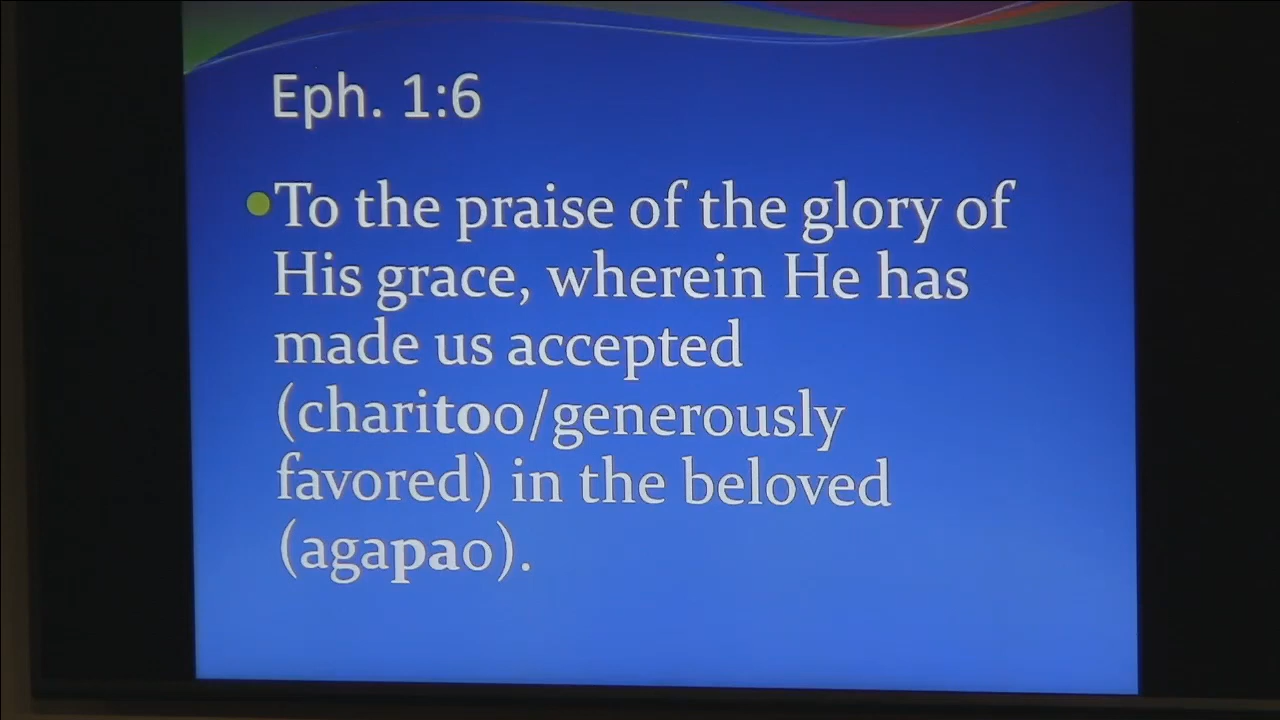 Eph. 1:6
To the praise of the glory of
His grace, wherein He has
made us accepted
(charitoo/generously
favored) in the beloved
(agapao).